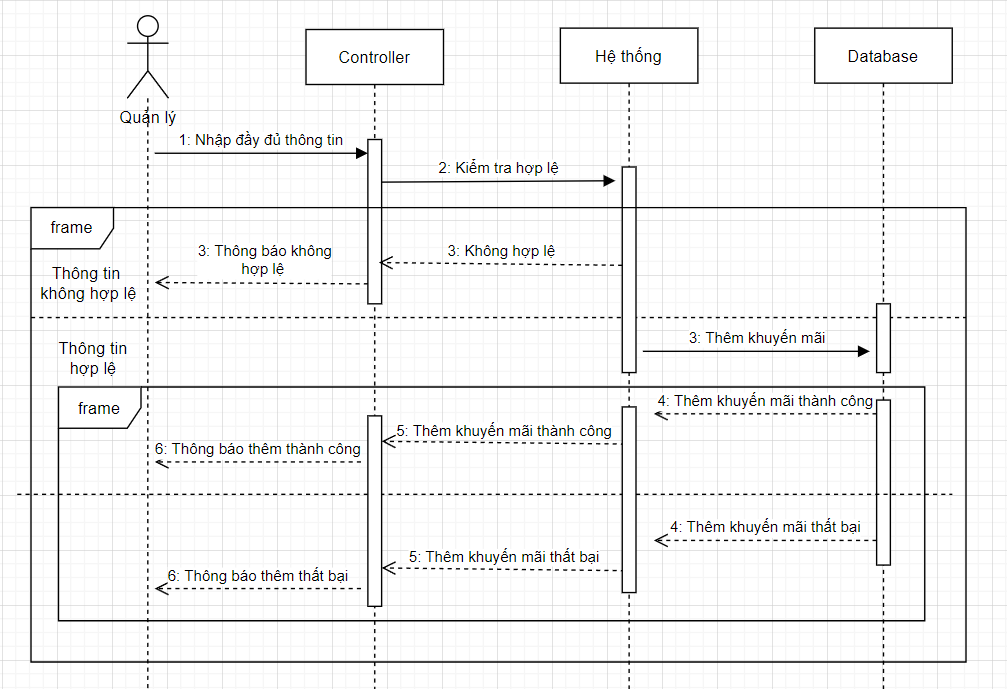 Controller
Hệ thống
Database
Quản lý
1: Nhập đầy đủ thông tin
2: Kiểm tra hợp lệ
frame
3: Thông báo không
hợp lệ
3: Không hợp lệ
Thông tin
không hợp lệ
3: Thêm khuyến mãi
Thông tin
hợp lệ
frame
4: Thêm khuyến mãi thành công
5: Thêm khuyến mãi thành công
6: Thông báo thêm thành công
4: Thêm khuyến mãi thất bại
5: Thêm khuyến mãi thất bại
6: Thông báo thêm thất bại